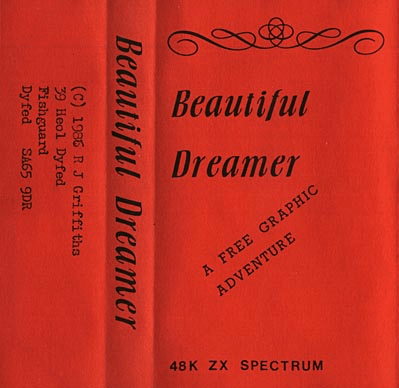 Beautiful
Dreamer
A FREE GRAPHIC
ADVENTURE
48K ZX SPECTRUM
Beautiful Dreamer
(C) 1986 R J Griffiths
39 Heol Dyfed
Fishguard
Dyfed SA65 9DR